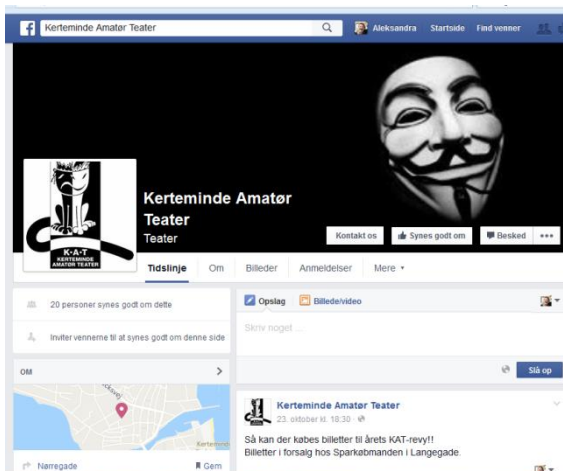 Kerteminde Amatør Teater
Aleksandra
Startside
Find venner
Kerteminde Amatør
Teater
Teater
K·A·T
KERTEMINDE
AMATØR TEATER
Kontakt os
Synes godt om
Besked
Tidslinje
Om
Billeder
Anmeldelser
Mere
20 personer synes godt om dette
Inviter vennerne til at synes godt om denne side
OM
Kerteminde
Nørregade
Gem
Opslag
Billede/video
Skriv noget ...
Slå op
Kerteminde Amatør Teater
23. oktober kl. 18:30
Så kan der købes billetter til årets KAT-revy!!
Billetter i forsalg hos Sparkøbmanden i Langegade.